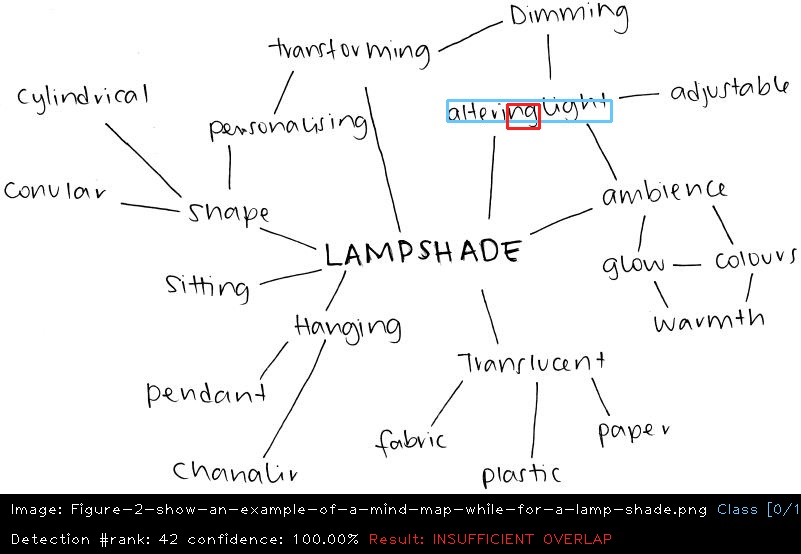 Dimming
transforming
altering light
adjustable
cylindrical
personalising
conular
shape
ambience
LAMPSHADE
glow
colours
sitting
Hanging
warmth
Translucent
pendant
fabric
paper
chanalir
plastic
Image: Figure-2-show-an-example-of-a-mind-map-while-for-a-lamp-shade.png Class [0/1
Detection #rank: 42 confidence: 100.00% Result: INSUFFICIENT OVERLAP